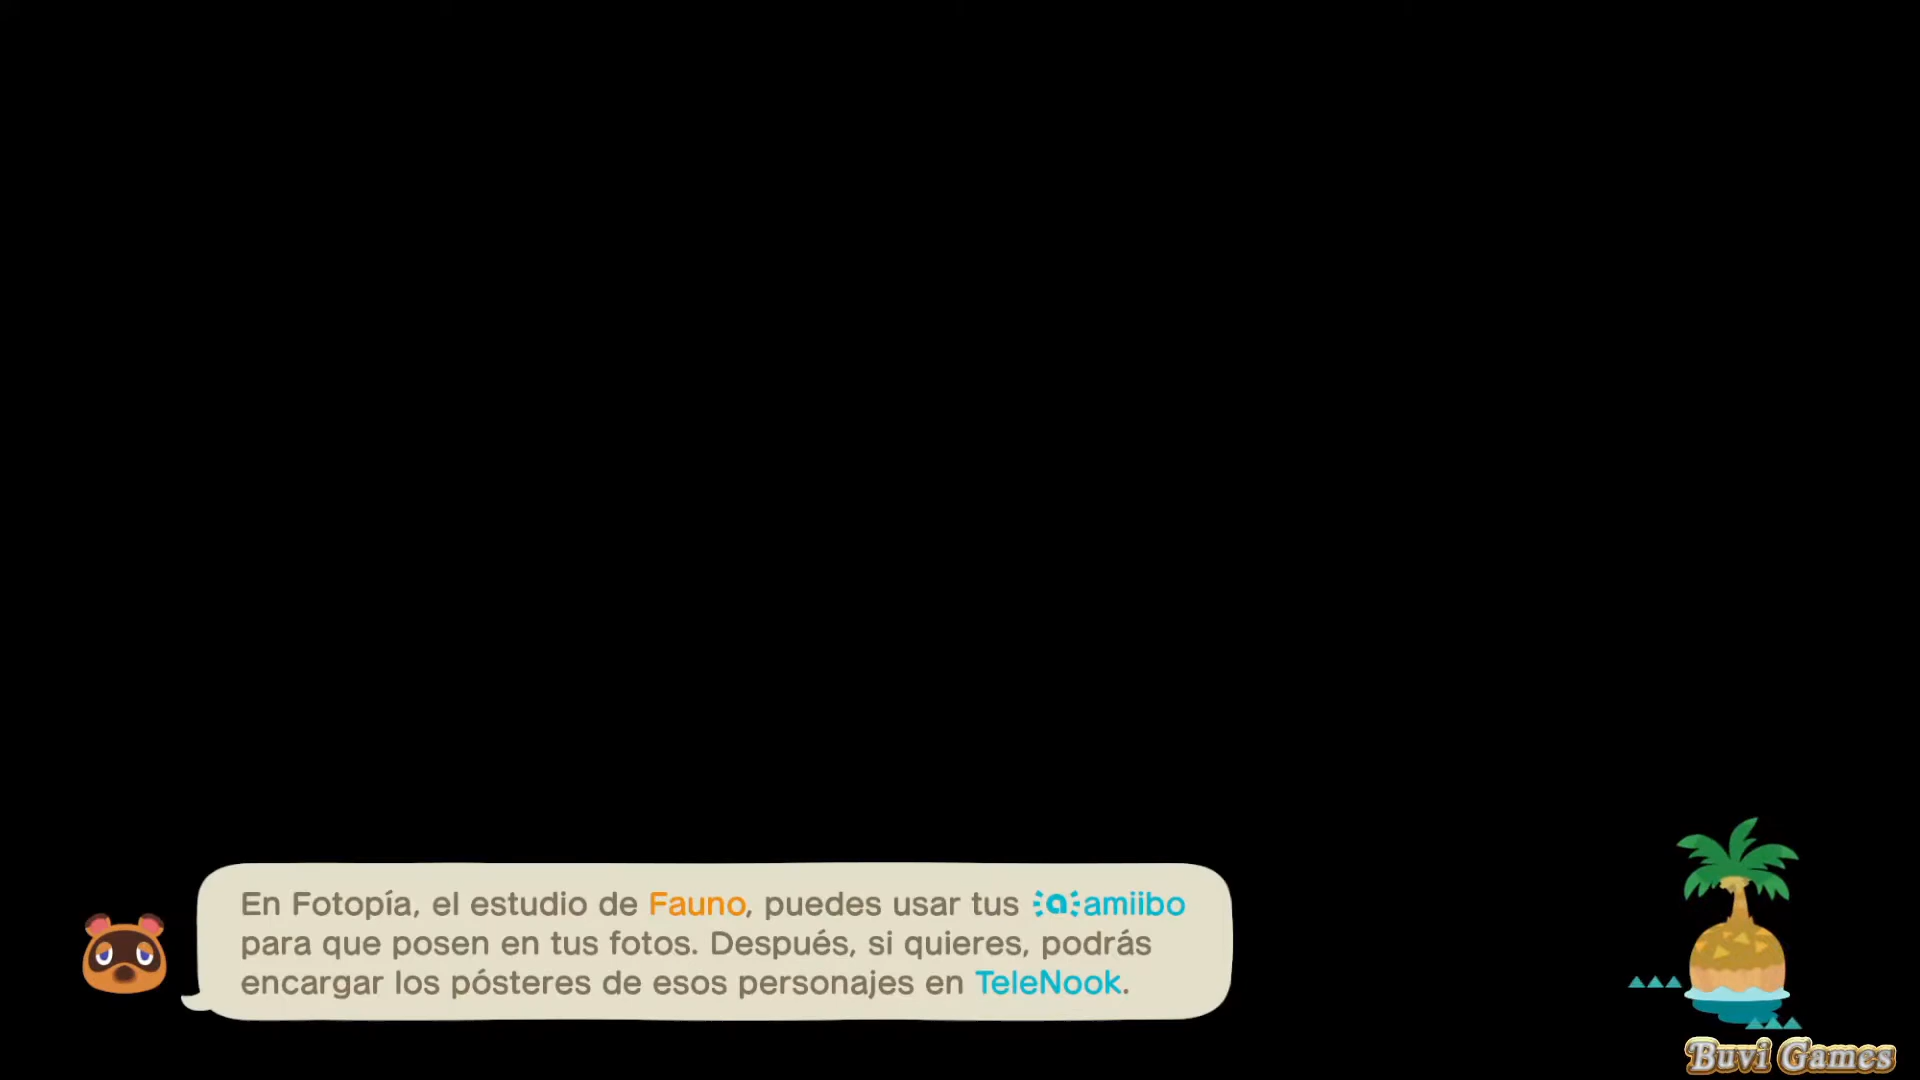 En Fotopía, el estudio de Fauno, puedes usar tus amiibo
para que posen en tus fotos. Después, si quieres, podrás
encargar los pósteres de esos personajes en TeleNook.
Buvi Games